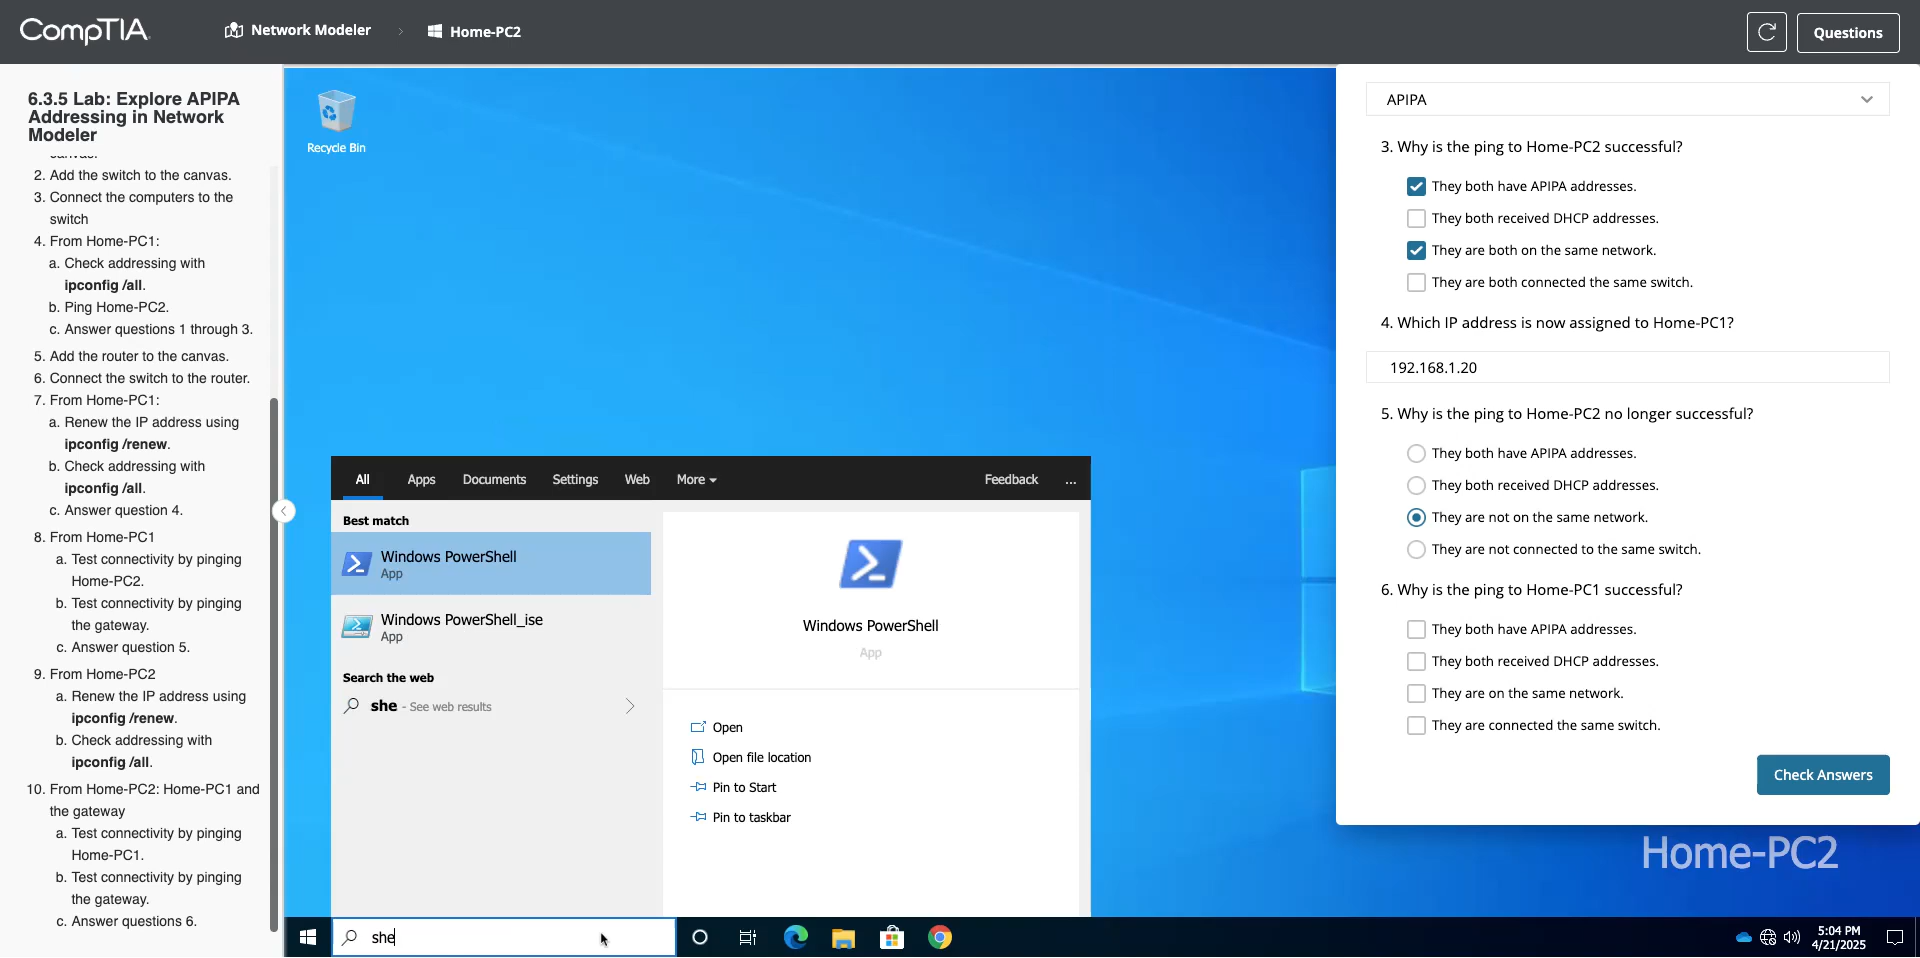 CompTIA.
Network Modeler
Home-PC2
Questions
6.3.5 Lab: Explore APIPA
Addressing in Network
Modeler
canvas.
2. Add the switch to the canvas.
3. Connect the computers to the
switch
4. From Home-PC1:
a. Check addressing with
ipconfig /all.
b. Ping Home-PC2.
c. Answer questions 1 through 3.
5. Add the router to the canvas.
6. Connect the switch to the router.
7. From Home-PC1:
a. Renew the IP address using
ipconfig /renew.
b. Check addressing with
ipconfig /all.
c. Answer question 4.
8. From Home-PC1
a. Test connectivity by pinging
Home-PC2.
b. Test connectivity by pinging
the gateway.
c. Answer question 5.
9. From Home-PC2
a. Renew the IP address using
ipconfig /renew.
b. Check addressing with
ipconfig /all.
10. From Home-PC2: Home-PC1 and
the gateway
a. Test connectivity by pinging
Home-PC1.
b. Test connectivity by pinging
the gateway.
c. Answer questions 6.
Recycle Bin
All Apps Documents Settings Web More Feedback ...
Best match
Windows PowerShell
App
Windows PowerShell_ise
App
Search the web
she - See web results
Windows PowerShell
App
Open
Open file location
Pin to Start
Pin to taskbar
she
APIPA
3. Why is the ping to Home-PC2 successful?
They both have APIPA addresses.
They both received DHCP addresses.
They are both on the same network.
They are both connected the same switch.
4. Which IP address is now assigned to Home-PC1?
192.168.1.20
5. Why is the ping to Home-PC2 no longer successful?
They both have APIPA addresses.
They both received DHCP addresses.
They are not on the same network.
They are not connected to the same switch.
6. Why is the ping to Home-PC1 successful?
They both have APIPA addresses.
They both received DHCP addresses.
They are on the same network.
They are connected the same switch.
Check Answers
Home-PC2
5:04 PM
4/21/2025